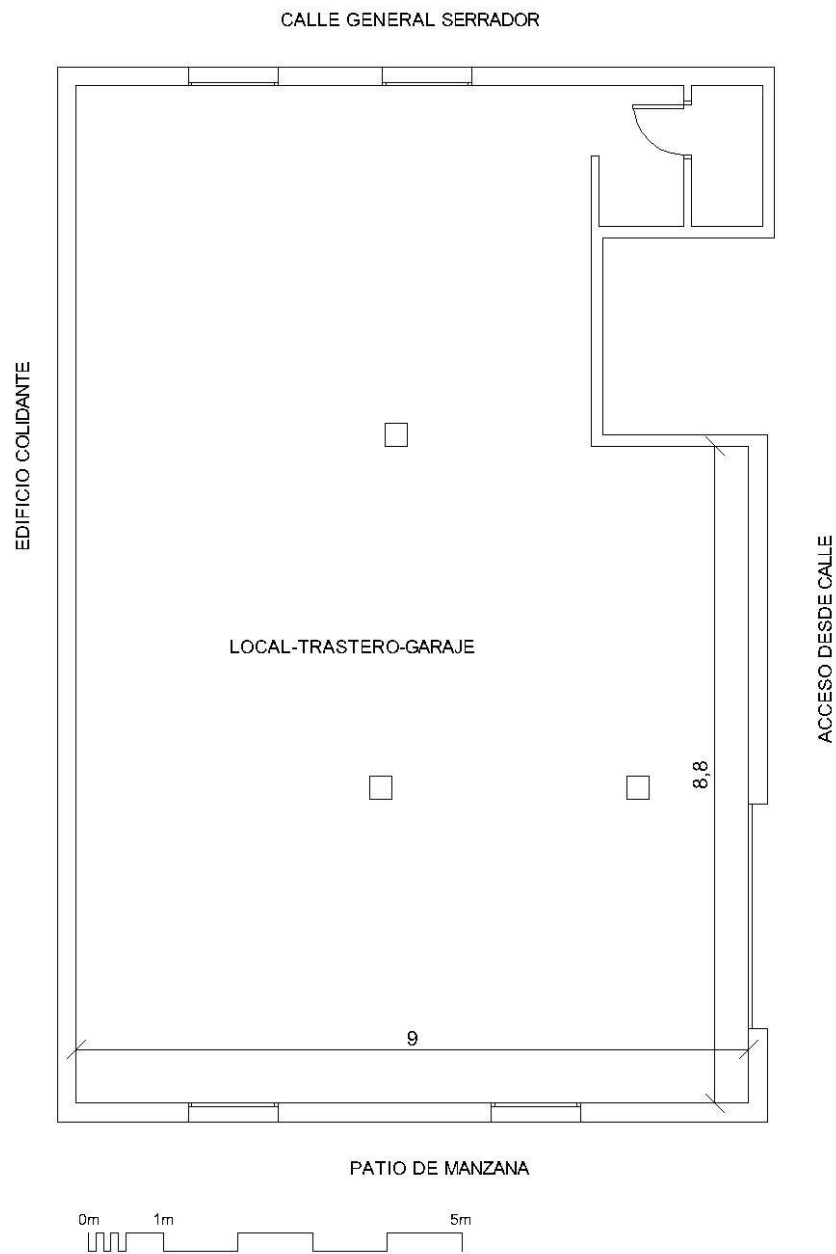 CALLE GENERAL SERRADOR
EDIFICIO COLIDANTE
LOCAL-TRASTERO-GARAJE
ACCESO DESDE CALLE
8,8
9
PATIO DE MANZANA
0m 1m 5m